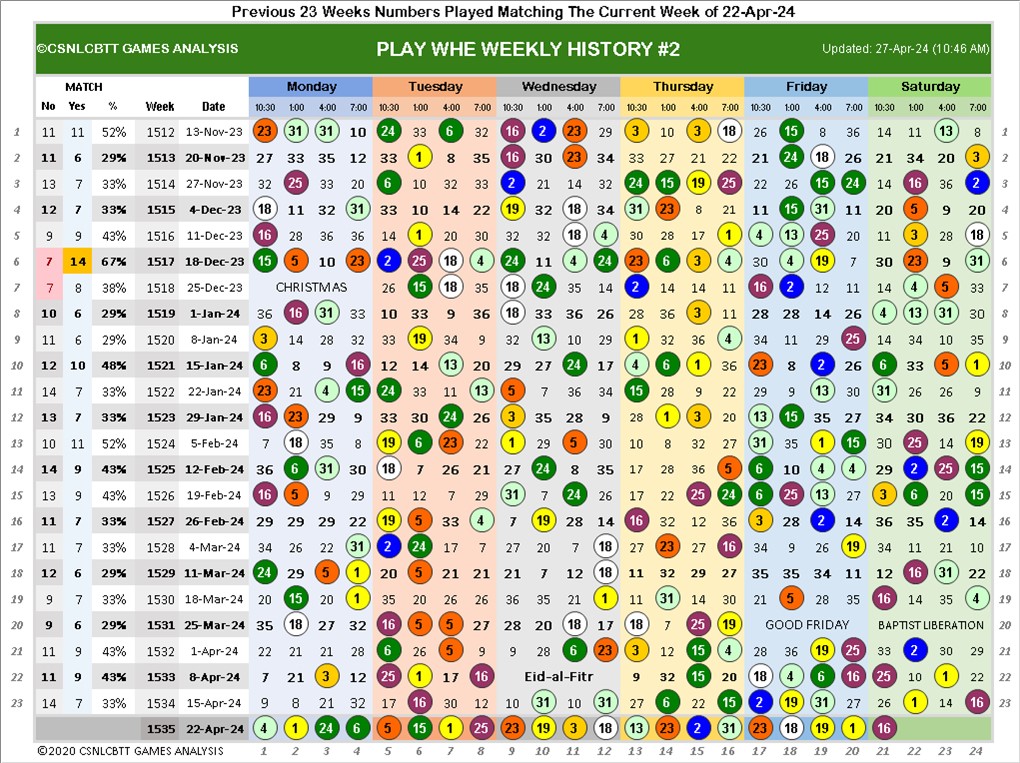 Previous 23 Weeks Numbers Played Matching The Current Week of 22-Apr-24
©CSNLCBTT GAMES ANALYSIS PLAY WHE WEEKLY HISTORY #2 Updated: 27-Apr-24 (10:46 AM)
MATCH Monday Tuesday Wednesday Thursday Friday Saturday
No Yes % Week Date 10:30 1:00 4:00 7:00 10:30 1:00 4:00 7:00 10:30 1:00 4:00 7:00 10:30 1:00 4:00 7:00 10:30 1:00 4:00 7:00 10:30 1:00 4:00 7:00
1 11 11 52% 1512 13-Nov-23 23 31 31 10 24 33 6 32 16 2 23 29 3 10 3 18 26 15 8 36 14 11 13 8 1
2 11 6 29% 1513 20-Nov-23 27 33 35 12 33 1 8 35 16 30 23 34 33 27 21 22 21 24 18 26 21 34 20 3 2
3 13 7 33% 1514 27-Nov-23 32 25 33 20 6 10 32 33 2 21 14 32 24 15 19 25 22 26 15 24 14 16 36 2 3
4 12 7 33% 1515 4-Dec-23 18 11 32 31 33 10 14 22 19 32 18 34 31 23 8 21 11 15 31 11 20 5 9 20 4
5 9 9 43% 1516 11-Dec-23 16 28 36 36 14 1 20 30 32 32 18 4 30 28 17 1 4 13 25 20 11 3 28 18 5
6 7 14 67% 1517 18-Dec-23 15 5 10 23 2 25 18 4 24 11 4 24 23 6 3 4 30 4 19 7 30 23 9 31 6
7 7 8 38% 1518 25-Dec-23 CHRISTMAS 26 15 18 35 18 24 35 14 2 14 14 11 16 2 12 11 14 4 5 33 7
8 10 6 29% 1519 1-Jan-24 36 16 31 33 10 33 9 36 18 33 36 26 28 36 3 11 28 28 14 26 4 13 31 30 8
9 11 6 29% 1520 8-Jan-24 3 14 28 32 33 19 34 9 32 13 10 29 1 32 36 4 34 11 29 25 14 34 10 35 9
10 12 10 48% 1521 15-Jan-24 6 8 9 16 12 14 13 20 29 27 24 17 4 6 1 36 23 8 2 26 6 33 5 1 10
11 14 7 33% 1522 22-Jan-24 23 21 4 15 24 33 11 13 5 7 36 34 15 28 9 29 29 9 13 30 31 26 26 9 11
12 13 7 33% 1523 29-Jan-24 16 23 29 9 33 30 24 26 3 35 28 9 28 1 3 20 13 15 35 27 34 30 36 22 12
13 10 11 52% 1524 5-Feb-24 7 18 35 8 19 6 23 22 1 29 5 30 10 8 32 27 31 35 1 15 30 25 14 19 13
14 14 9 43% 1525 12-Feb-24 36 6 31 30 18 7 26 21 27 24 8 35 17 28 36 5 6 10 4 4 29 2 25 15 14
15 13 9 43% 1526 19-Feb-24 16 5 9 29 11 12 7 29 31 7 24 26 17 22 25 24 6 25 13 27 3 6 20 15 15
16 11 7 33% 1527 26-Feb-24 29 29 29 22 19 5 33 4 7 19 28 14 16 32 12 36 3 28 2 14 36 35 2 14 16
17 11 7 33% 1528 4-Mar-24 34 26 22 31 2 24 17 7 27 20 7 18 27 23 27 16 34 9 26 19 34 11 21 10 17
18 12 6 29% 1529 11-Mar-24 24 29 5 1 20 5 21 21 21 7 12 18 11 32 29 27 35 35 34 11 12 16 31 22 18
19 9 7 33% 1530 18-Mar-24 20 15 20 1 35 20 26 26 36 35 21 1 11 31 14 30 21 5 28 35 16 14 35 4 19
20 9 6 29% 1531 25-Mar-24 35 18 27 32 16 5 5 27 28 20 18 17 18 7 25 19 GOOD FRIDAY BAPTIST LIBERATION 20
21 11 9 43% 1532 1-Apr-24 22 21 21 28 6 26 5 9 9 28 6 23 3 12 15 4 28 36 19 25 33 2 30 29 21
22 11 9 43% 1533 8-Apr-24 7 21 3 12 25 1 17 16 Eid-al-Fitr 9 32 15 20 18 4 6 16 25 22 1 22 22
23 14 7 33% 1534 15-Apr-24 9 8 21 32 17 16 30 12 10 31 10 31 27 6 22 15 2 19 31 22 26 1 14 16 23
1535 22-Apr-24 4 1 24 6 5 15 1 25 23 19 3 18 13 23 2 31 23 18 19 1 16
©2020 CSNLCBTT GAMES ANALYSIS 1 2 3 4 5 6 7 8 9 10 11 12 13 14 15 16 17 18 19 20 21 22 23 24